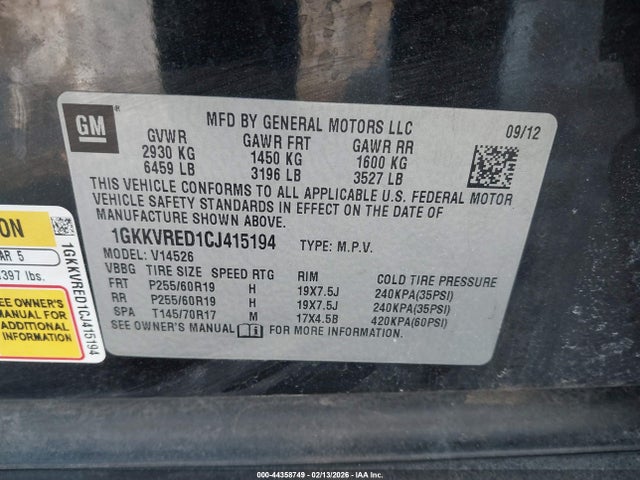 GM
MFD BY GENERAL MOTORS LLC
09/12
GVWR GAWR FRT GAWR RR
2930 KG 1450 KG 1600 KG
6459 LB 3196 LB 3527 LB
THIS VEHICLE CONFORMS TO ALL APPLICABLE U.S. FEDERAL MOTOR
VEHICLE SAFETY STANDARDS IN EFFECT ON THE DATE OF
MANUFACTURE SHOWN ABOVE.
1GKKVRED1CJ415194 TYPE: M.P.V.
MODEL: V14526
VBBG TIRE SIZE SPEED RTG RIM COLD TIRE PRESSURE
FRT P255/60R19 H 19X7.5J 240KPA(35PSI)
RR P255/60R19 H 19X7.5J 240KPA(35PSI)
SPA T145/70R17 M 17X4.5B 420KPA(60PSI)
SEE OWNER'S MANUAL FOR MORE INFORMATION.
ON
AR 5
397 lbs.
SEE OWNER'S
MANUAL FOR
ADDITIONAL
INFORMATION
1GKKVRED1CJ415194
000-44358749 - 02/13/2026 - IAA Inc.